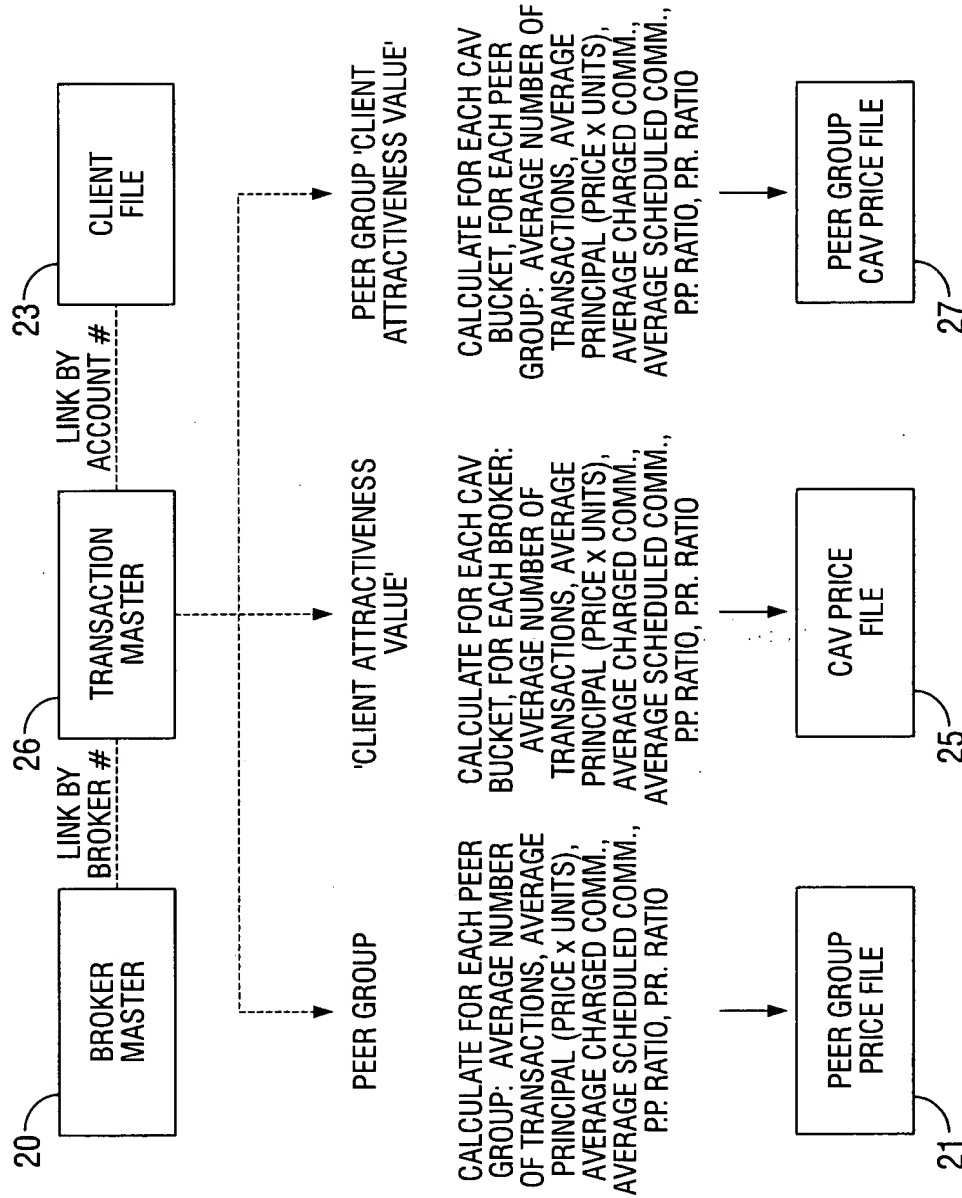 20
BROKER
MASTER
LINK BY
BROKER #
26
TRANSACTION
MASTER
LINK BY
ACCOUNT #
23
CLIENT
FILE
PEER GROUP
'CLIENT ATTRACTIVENESS
VALUE'
PEER GROUP 'CLIENT
ATTRACTIVENESS VALUE'
CALCULATE FOR EACH PEER
GROUP: AVERAGE NUMBER
OF TRANSACTIONS, AVERAGE
PRINCIPAL (PRICE x UNITS),
AVERAGE CHARGED COMM.,
AVERAGE SCHEDULED COMM.,
P.P. RATIO, P.R. RATIO
CALCULATE FOR EACH CAV
BUCKET, FOR EACH BROKER:
AVERAGE NUMBER OF
TRANSACTIONS, AVERAGE
PRINCIPAL (PRICE x UNITS),
AVERAGE CHARGED COMM.,
AVERAGE SCHEDULED COMM.,
P.P. RATIO, P.R. RATIO
CALCULATE FOR EACH CAV
BUCKET, FOR EACH PEER
GROUP: AVERAGE NUMBER OF
TRANSACTIONS, AVERAGE
PRINCIPAL (PRICE x UNITS),
AVERAGE CHARGED COMM.,
AVERAGE SCHEDULED COMM.,
P.P. RATIO, P.R. RATIO
PEER GROUP
PRICE FILE
21
CAV PRICE
FILE
25
PEER GROUP
CAV PRICE FILE
27